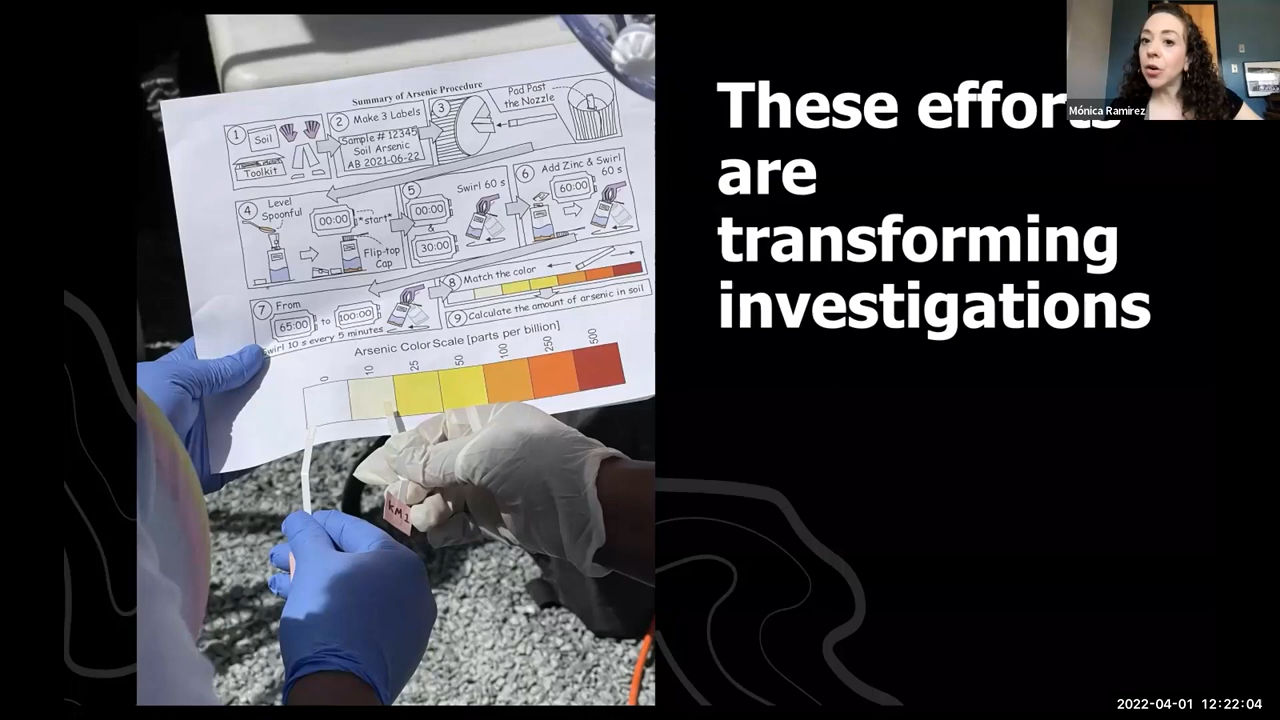 Summary of Arsenic Procedure
1
Soil
Toolkit
2
Make 3 Labels
Sample # 12345
Soil Arsenic
AB 2021-06-22
3
Pad Past
the Nozzle
4
Level
Spoonful
00:00
*start*
Flip-top
Cap
5
Swirl 60 s
00:00
&
30:00
6
Add Zinc & Swirl
60 s
60:00
7
From
65:00 to 100:00
Swirl 10 s every 5 minutes
8
Match the color
9
Calculate the amount of arsenic in soil
Arsenic Color Scale [parts per billion]
0 10 25 50 100 250 500
KM1
These efforts
are
transforming
investigations
Mónica Ramirez
2022-04-01 12:22:04